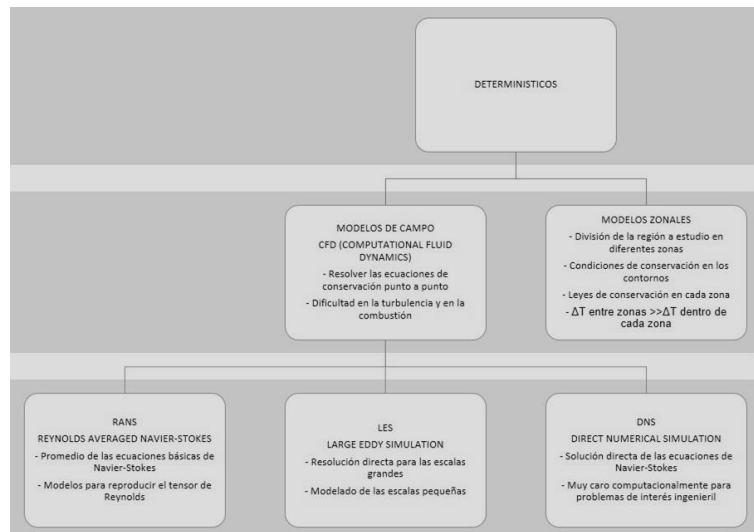 DETERMINISTICOS
MODELOS DE CAMPO
CFD (COMPUTATIONAL FLUID
DYNAMICS)
- Resolver las ecuaciones de
conservación punto a punto
- Dificultad en la turbulencia y en la
combustión
MODELOS ZONALES
- División de la región a estudio en
diferentes zonas
- Condiciones de conservación en los
contornos
- Leyes de conservación en cada zona
- ΔT entre zonas >>ΔT dentro de
cada zona
RANS
REYNOLDS AVERAGED NAVIER-STOKES
- Promedio de las ecuaciones básicas de
Navier-Stokes
- Modelos para reproducir el tensor de
Reynolds
LES
LARGE EDDY SIMULATION
- Resolución directa para las escalas
grandes
- Modelado de las escalas pequeñas
DNS
DIRECT NUMERICAL SIMULATION
- Solución directa de las ecuaciones de
Navier-Stokes
- Muy caro computacionalmente para
problemas de interés ingenieril